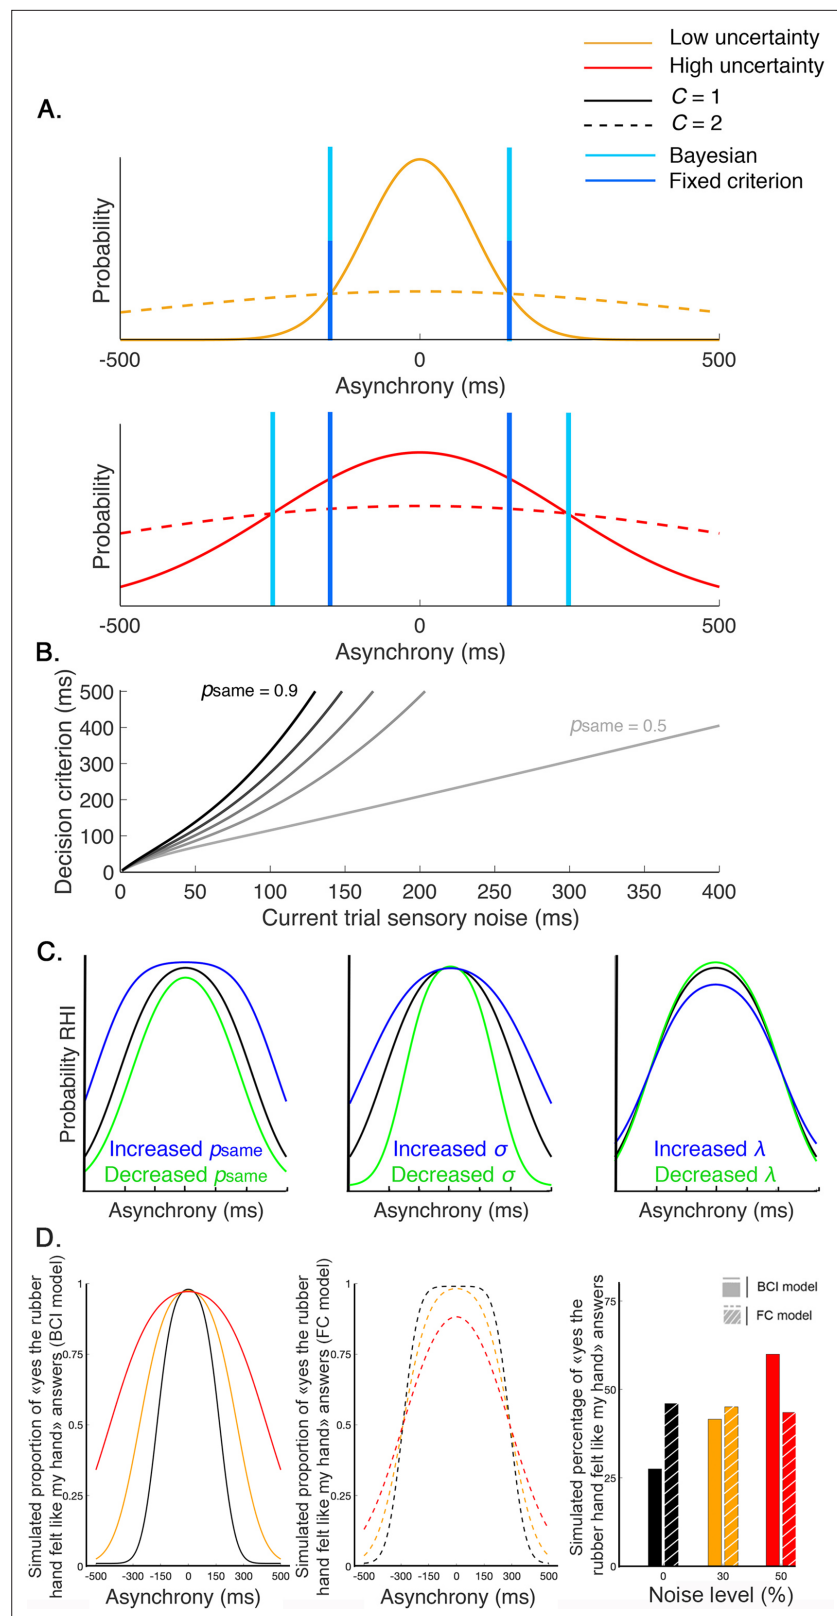 Low uncertainty
High uncertainty
C = 1
C = 2
Bayesian
Fixed criterion
A.
Probability
-500
0
500
Asynchrony (ms)
Probability
-500
0
500
Asynchrony (ms)
B.
Decision criterion (ms)
500
400
300
200
100
0
psame = 0.9
psame = 0.5
0
50
100
150
200
250
300
350
400
Current trial sensory noise (ms)
C.
Probability RHI
Increased psame
Decreased psame
Asynchrony (ms)
Increased σ
Decreased σ
Asynchrony (ms)
Increased λ
Decreased λ
Asynchrony (ms)
D.
Simulated proportion of «yes the rubber
hand felt like my hand» answers (BCI model)
1
0.75
0.5
0.25
0
-500
-300
-150
0
150
300
500
Asynchrony (ms)
Simulated proportion of «yes the rubber
hand felt like my hand» answers (FC model)
1
0.75
0.5
0.25
0
-500
-300
-150
0
150
300
500
Asynchrony (ms)
Simulated percentage of «yes the
rubber hand felt like my hand» answers
75
50
25
0
BCI model
FC model
0
30
50
Noise level (%)